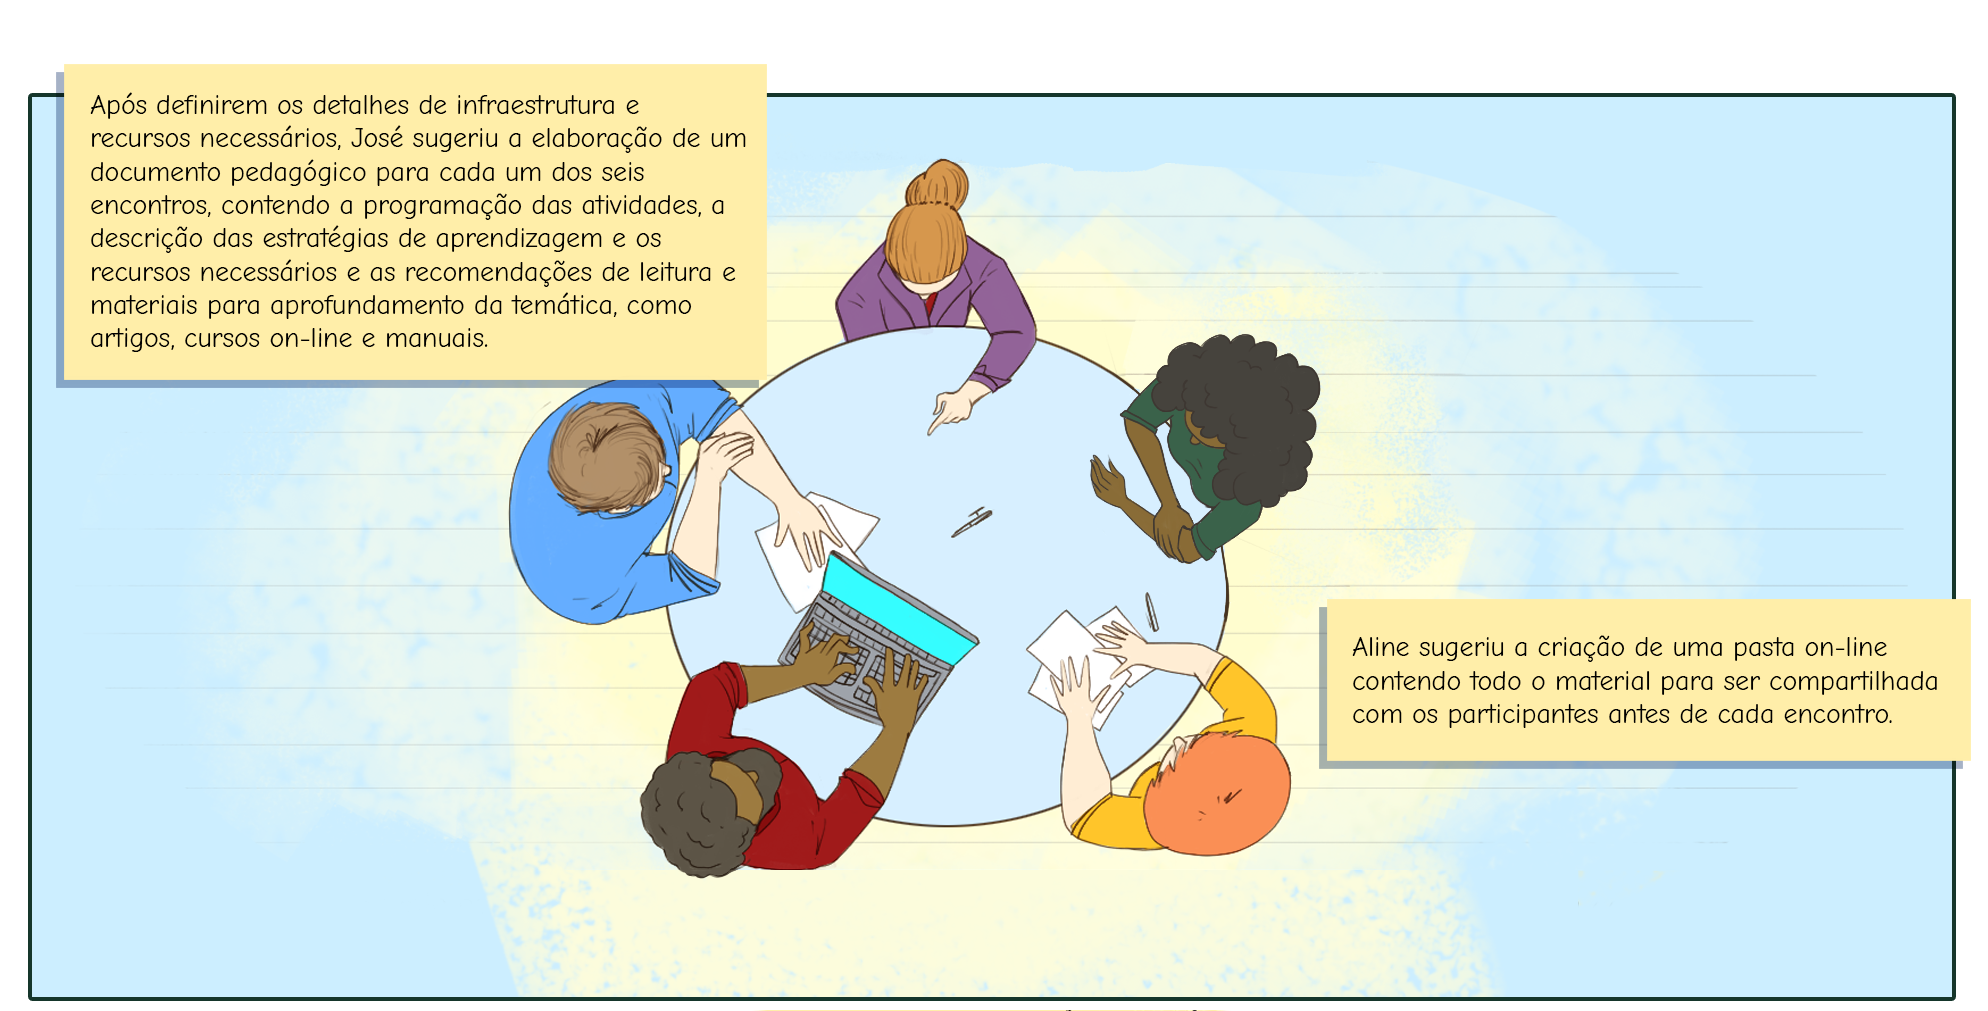 Após definirem os detalhes de infraestrutura e
recursos necessários, José sugeriu a elaboração de um
documento pedagógico para cada um dos seis
encontros, contendo a programação das atividades, a
descrição das estratégias de aprendizagem e os
recursos necessários e as recomendações de leitura e
materiais para aprofundamento da temática, como
artigos, cursos on-line e manuais.
Aline sugeriu a criação de uma pasta on-line
contendo todo o material para ser compartilhada
com os participantes antes de cada encontro.